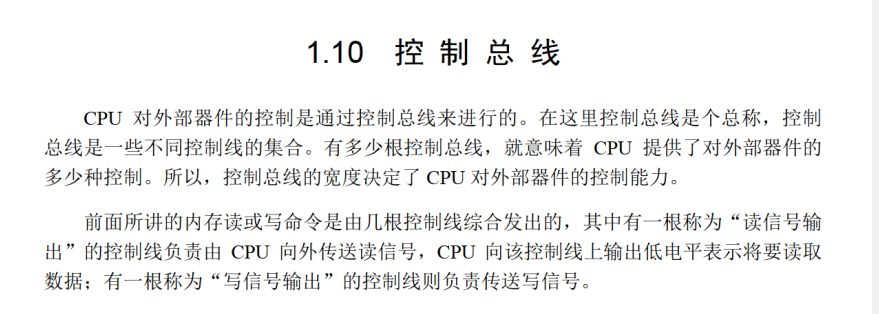 1.10 控制总线
CPU 对外部器件的控制是通过控制总线来进行的。在这里控制总线是个总称，控制
总线是一些不同控制线的集合。有多少根控制总线，就意味着 CPU 提供了对外部器件的
多少种控制。所以，控制总线的宽度决定了 CPU 对外部器件的控制能力。
前面所讲的内存读或写命令是由几根控制线综合发出的，其中有一根称为“读信号输
出”的控制线负责由 CPU 向外传送读信号，CPU 向该控制线上输出低电平表示将要读取
数据；有一根称为“写信号输出”的控制线则负责传送写信号。